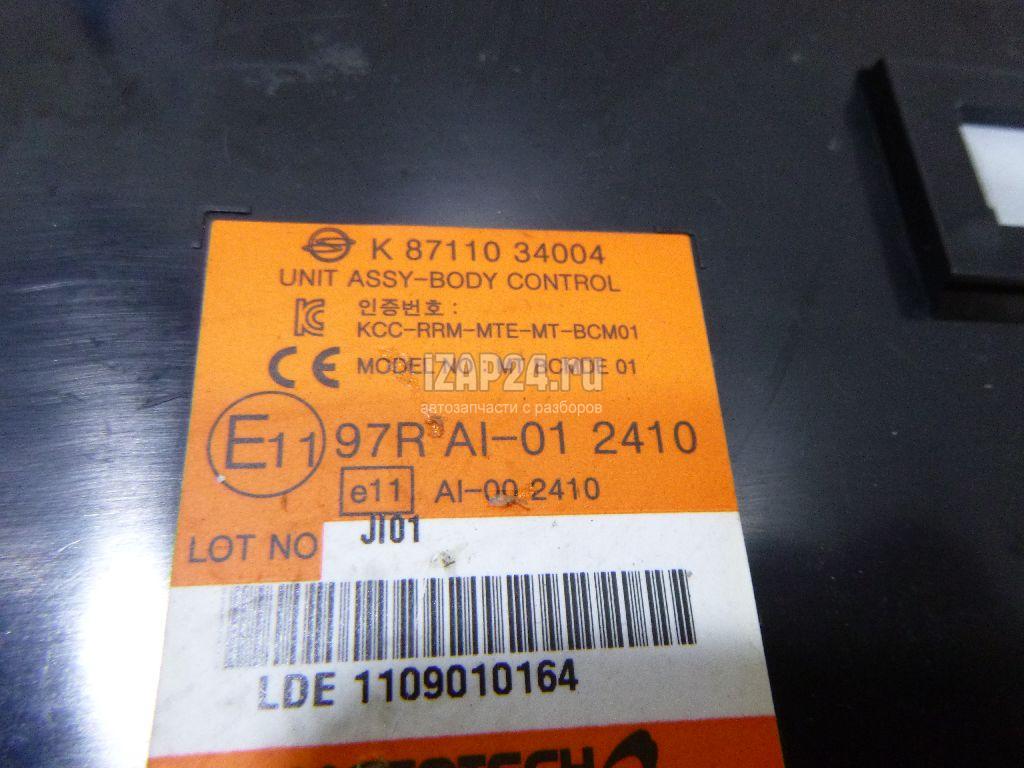 K 87110 34004
UNIT ASSY-BODY CONTROL
인증번호 :
KCC-RRM-MTE-MT-BCM01
MODEL NO : MT BCMDE 01
iZAP24.ru
автозапчасти с разборов
E11 97R AI-01 2410
e11 AI-00 2410
JI01
LOT NO
LDE 1109010164